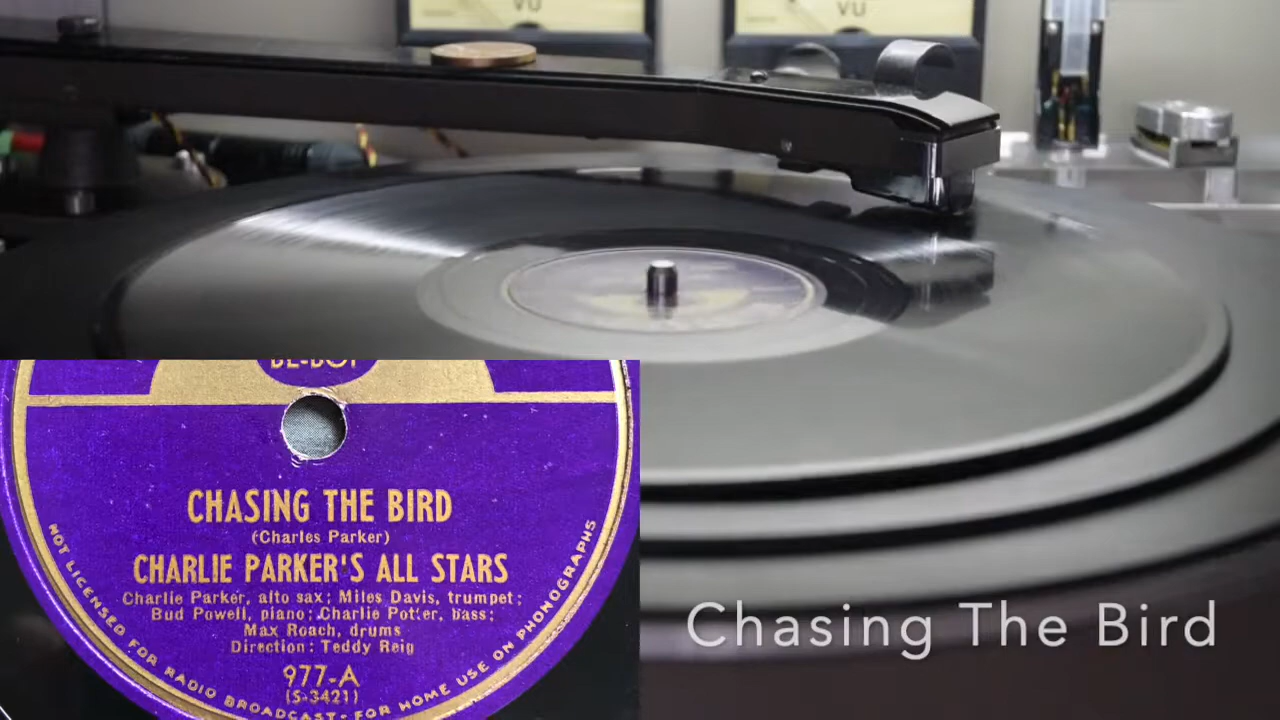 VU
VU
BE-BOP
CHASING THE BIRD
(Charles Parker)
CHARLIE PARKER'S ALL STARS
Charlie Parker, alto sax; Miles Davis, trumpet;
Bud Powell, piano; Charlie Potter, bass;
Max Roach, drums
Direction: Teddy Reig
977-A
(S-3421)
NOT LICENSED FOR RADIO BROADCAST - FOR HOME USE ON PHONOGRAPHS
Chasing The Bird